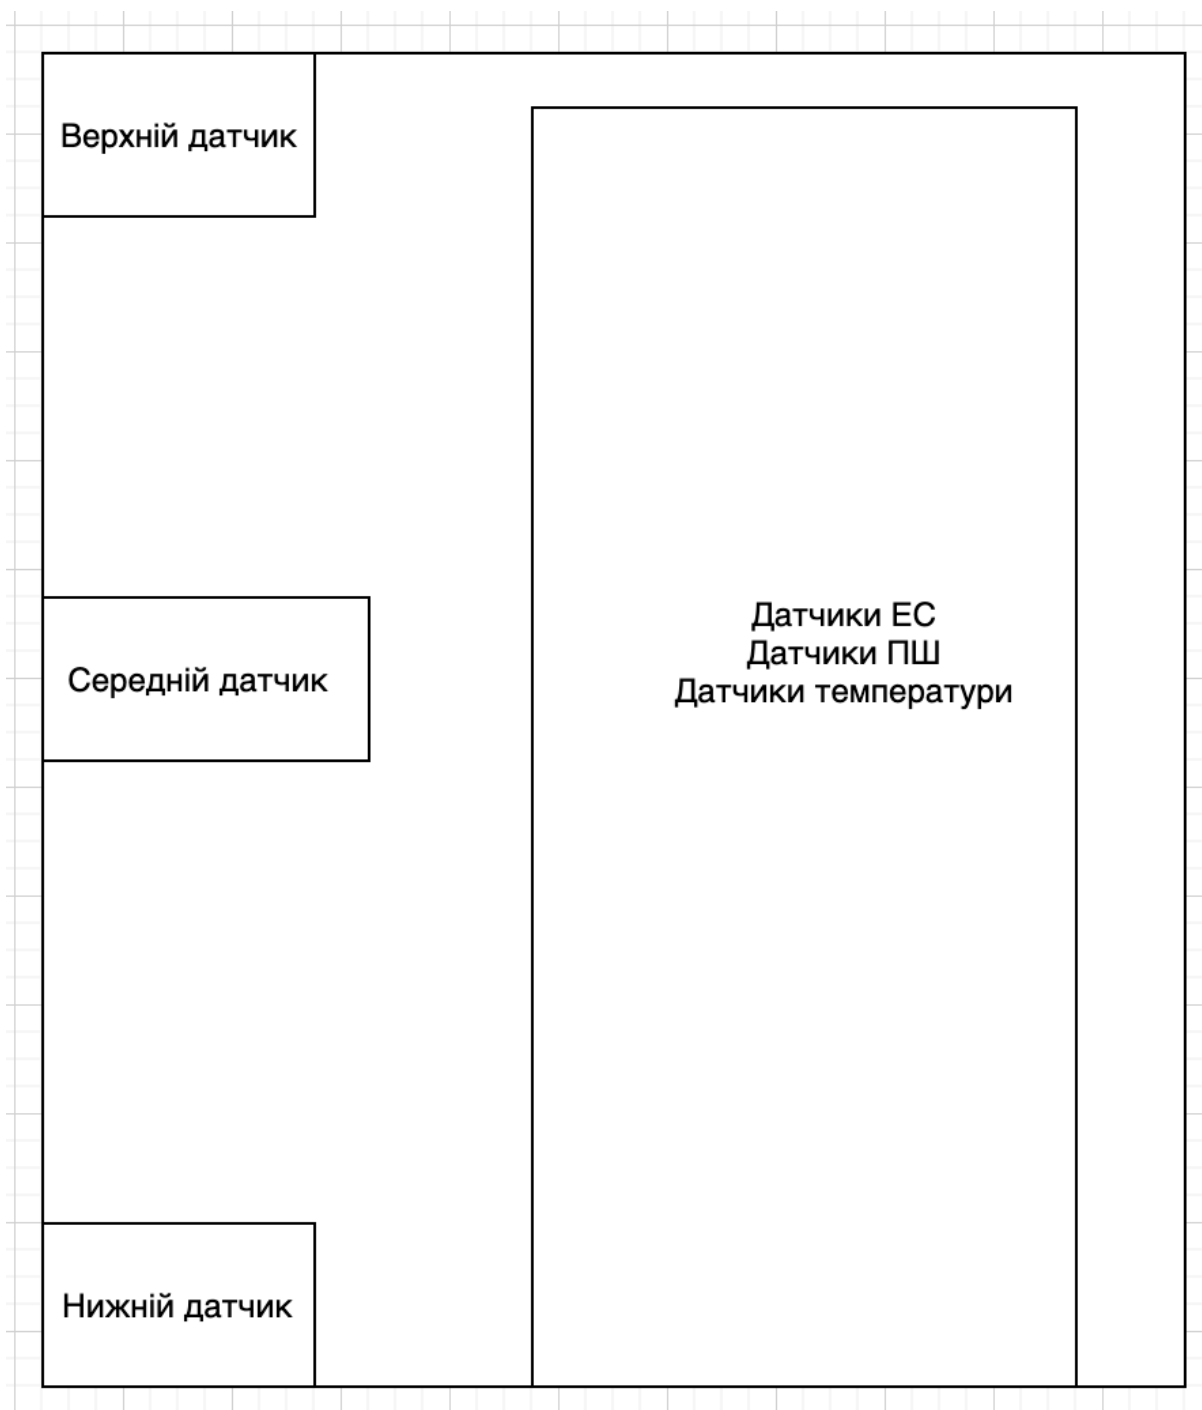 Верхній датчик
Середній датчик
Датчики ЕС
Датчики ПШ
Датчики температури
Нижній датчик